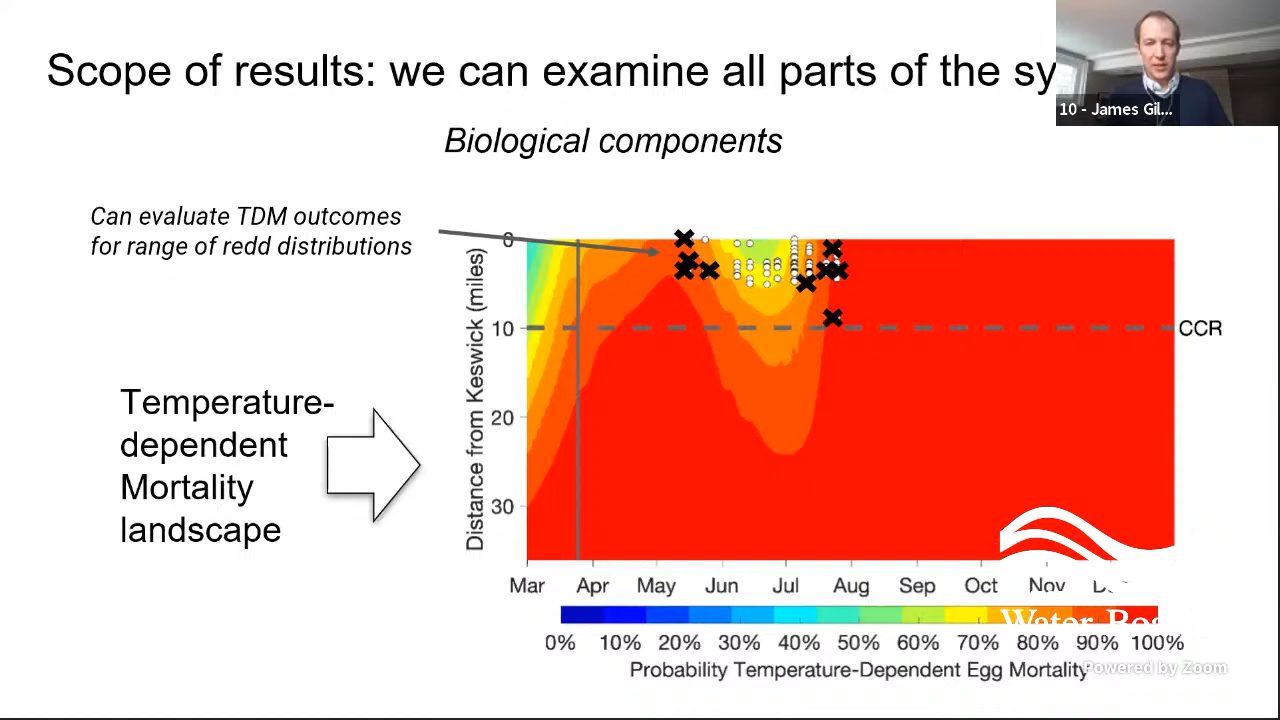 Scope of results: we can examine all parts of the sy
10 - James Gil...
Biological components
Can evaluate TDM outcomes
for range of redd distributions
Temperature-
dependent
Mortality
landscape
Distance from Keswick (miles)
0
10
20
30
CCR
Mar Apr May Jun Jul Aug Sep Oct Nov
0% 10% 20% 30% 40% 50% 60% 70% 80% 90% 100%
Probability Temperature-Dependent Egg Mortality
Water
Powered by Zoom